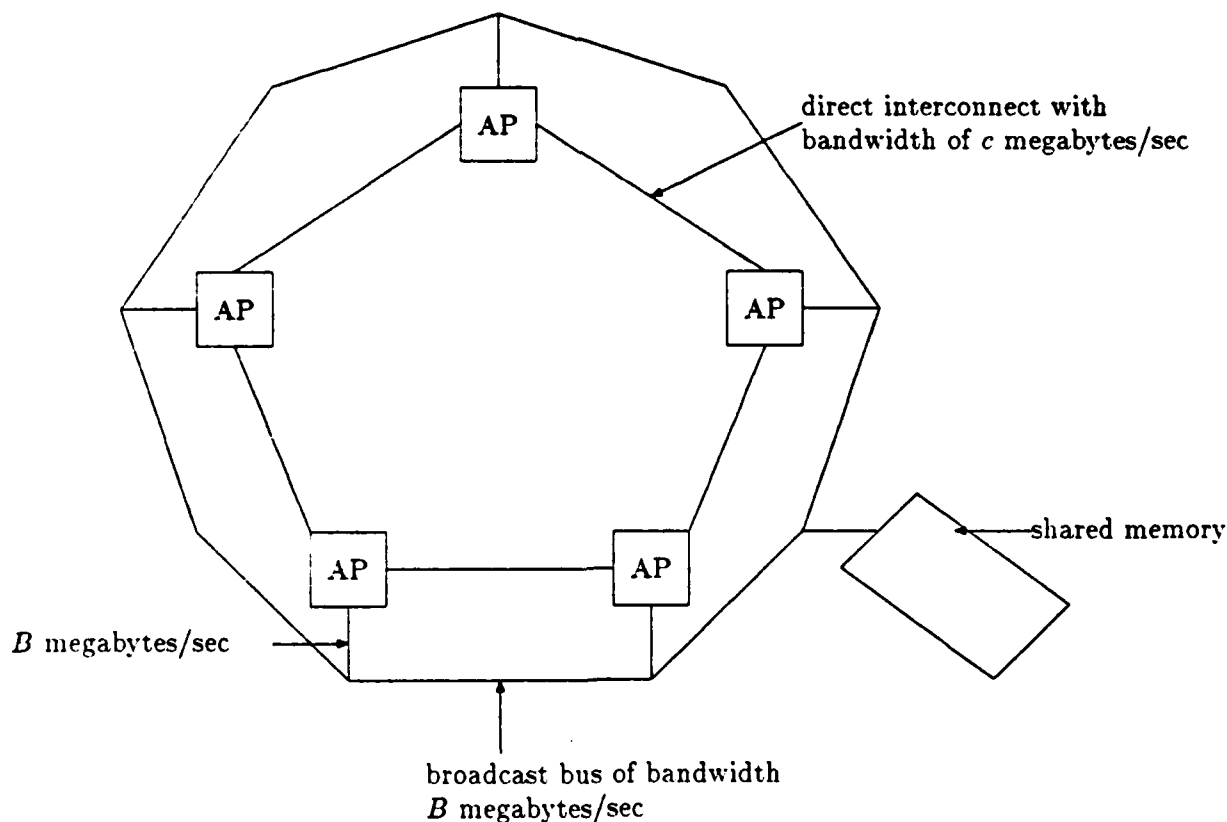 AP
direct interconnect with
bandwidth of c megabytes/sec
AP
AP
shared memory
AP
AP
B megabytes/sec
broadcast bus of bandwidth
B megabytes/sec